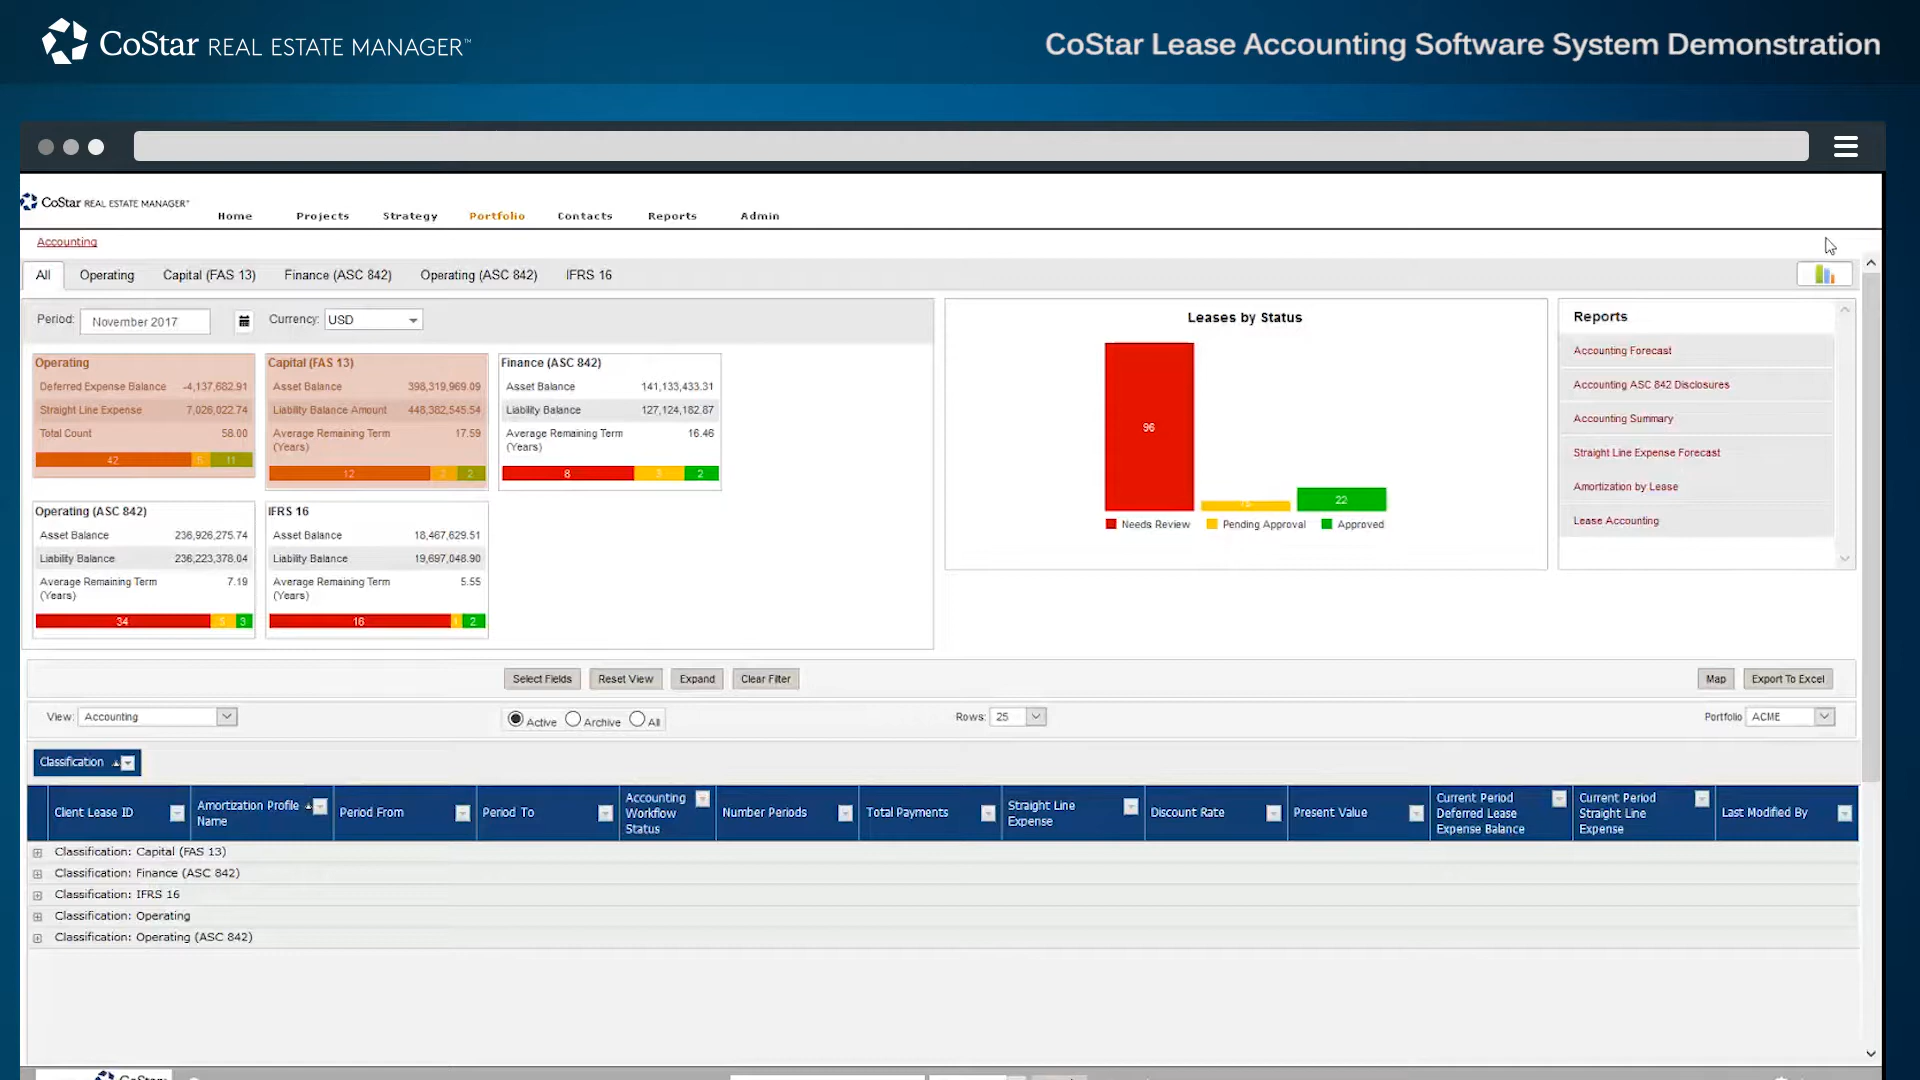 CoStar REAL ESTATE MANAGER™
CoStar Lease Accounting Software System Demonstration
CoStar REAL ESTATE MANAGER™
Home Projects Strategy Portfolio Contacts Reports Admin
Accounting
All Operating Capital (FAS 13) Finance (ASC 842) Operating (ASC 842) IFRS 16
Period: November 2017 Currency: USD
Operating
Deferred Expense Balance -4,137,682.91
Straight Line Expense 7,026,022.74
Total Count 58.00
42 5 11
Capital (FAS 13)
Asset Balance 398,319,969.09
Liability Balance Amount 448,382,545.54
Average Remaining Term (Years) 17.59
12 2
Finance (ASC 842)
Asset Balance 141,133,433.31
Liability Balance 127,124,182.87
Average Remaining Term (Years) 16.46
8 3 2
Operating (ASC 842)
Asset Balance 236,926,275.74
Liability Balance 236,223,378.04
Average Remaining Term (Years) 7.19
34 3
IFRS 16
Asset Balance 18,467,629.51
Liability Balance 19,697,048.90
Average Remaining Term (Years) 5.55
16 1 2
Leases by Status
96
22
Needs Review Pending Approval Approved
Reports
Accounting Forecast
Accounting ASC 842 Disclosures
Accounting Summary
Straight Line Expense Forecast
Amortization by Lease
Lease Accounting
Select Fields Reset View Expand Clear Filter Map Export To Excel
View: Accounting Active Archive All Rows: 25 Portfolio ACME
Classification
Client Lease ID
Amortization Profile Name
Period From
Period To
Accounting Workflow Status
Number Periods
Total Payments
Straight Line Expense
Discount Rate
Present Value
Current Period Deferred Lease Expense Balance
Current Period Straight Line Expense
Last Modified By
Classification: Capital (FAS 13)
Classification: Finance (ASC 842)
Classification: IFRS 16
Classification: Operating
Classification: Operating (ASC 842)